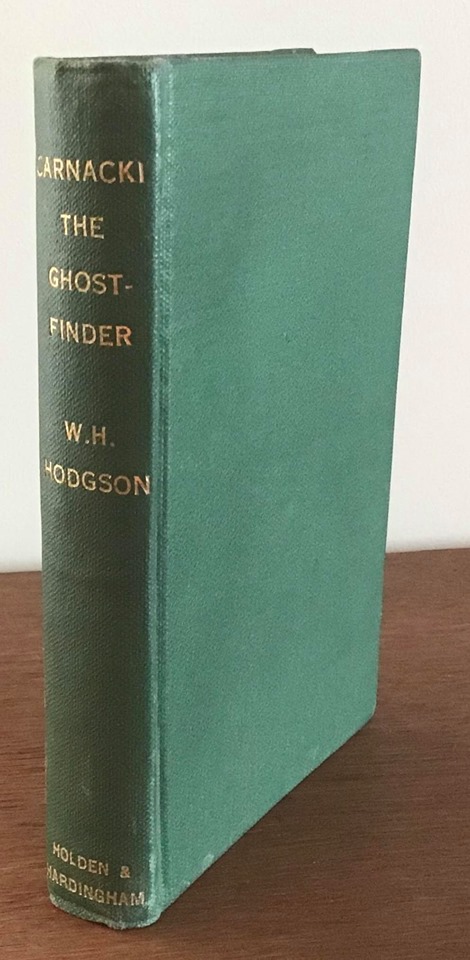 CARNACKI
THE
GHOST-
FINDER
W.H.
HODGSON
HOLDEN &
HARDINGHAM